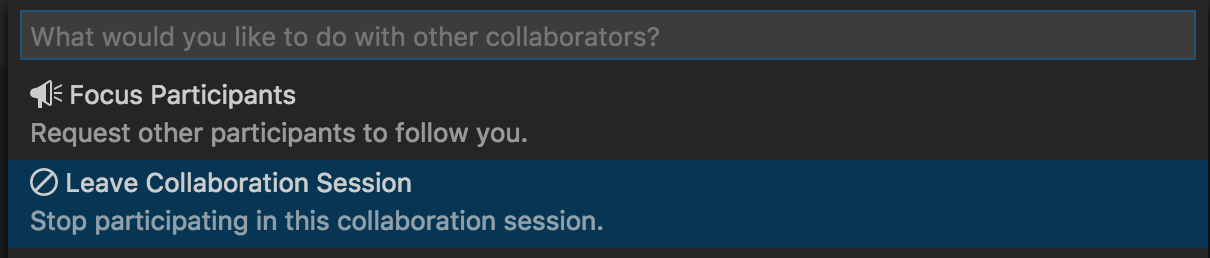 What would you like to do with other collaborators?
Focus Participants
Request other participants to follow you.
Leave Collaboration Session
Stop participating in this collaboration session.